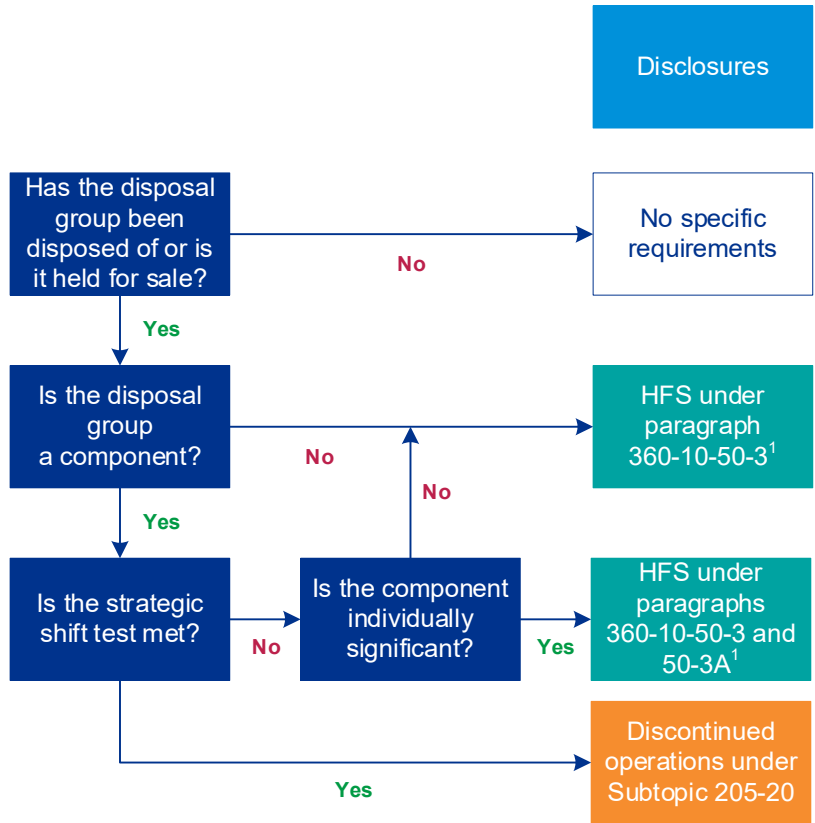 Disclosures
Has the disposal
group been
disposed of or is
it held for sale?
No
No specific
requirements
Yes
Is the disposal
group
a component?
No
HFS under
paragraph
360-10-50-3¹
No
Yes
Is the strategic
shift test met?
No
Is the component
individually
significant?
Yes
HFS under
paragraphs
360-10-50-3 and
50-3A¹
Yes
Discontinued
operations under
Subtopic 205-20